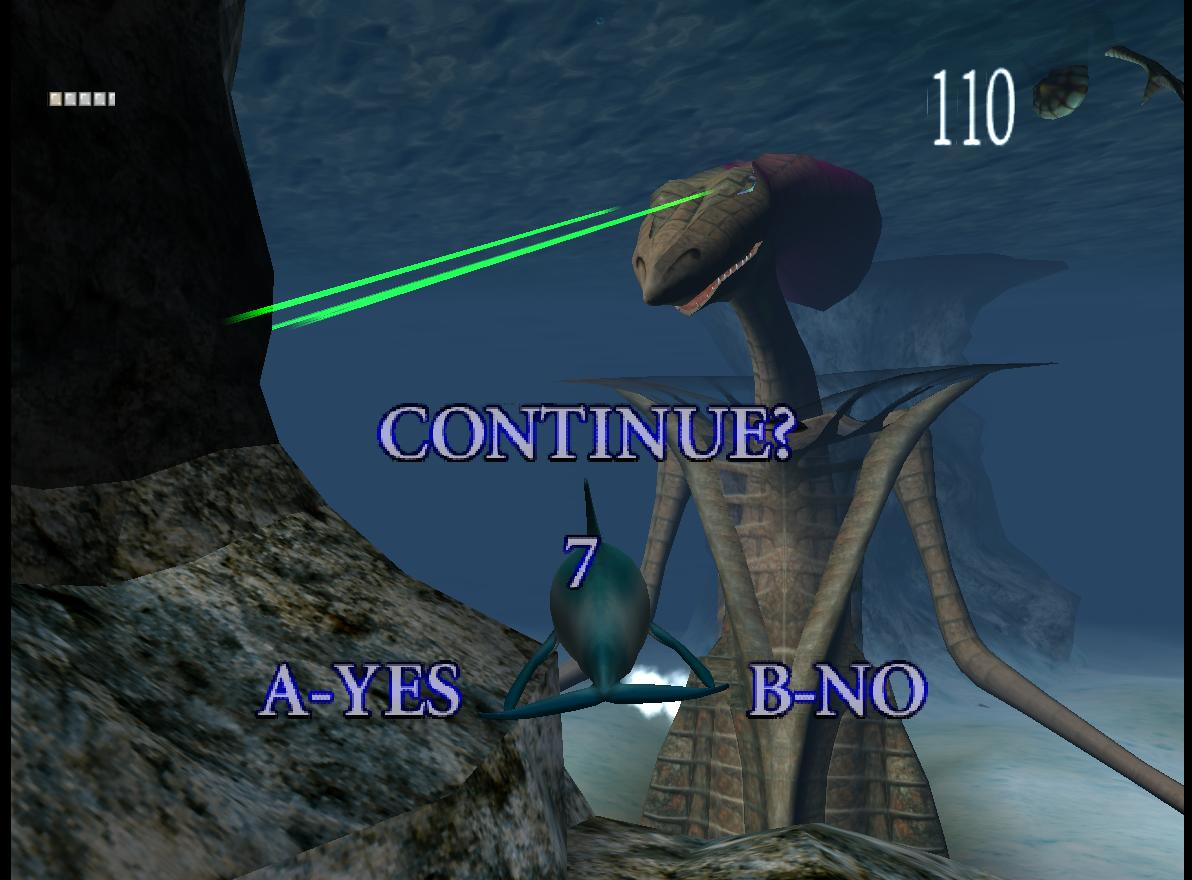 110
CONTINUE?
7
A-YES B-NO